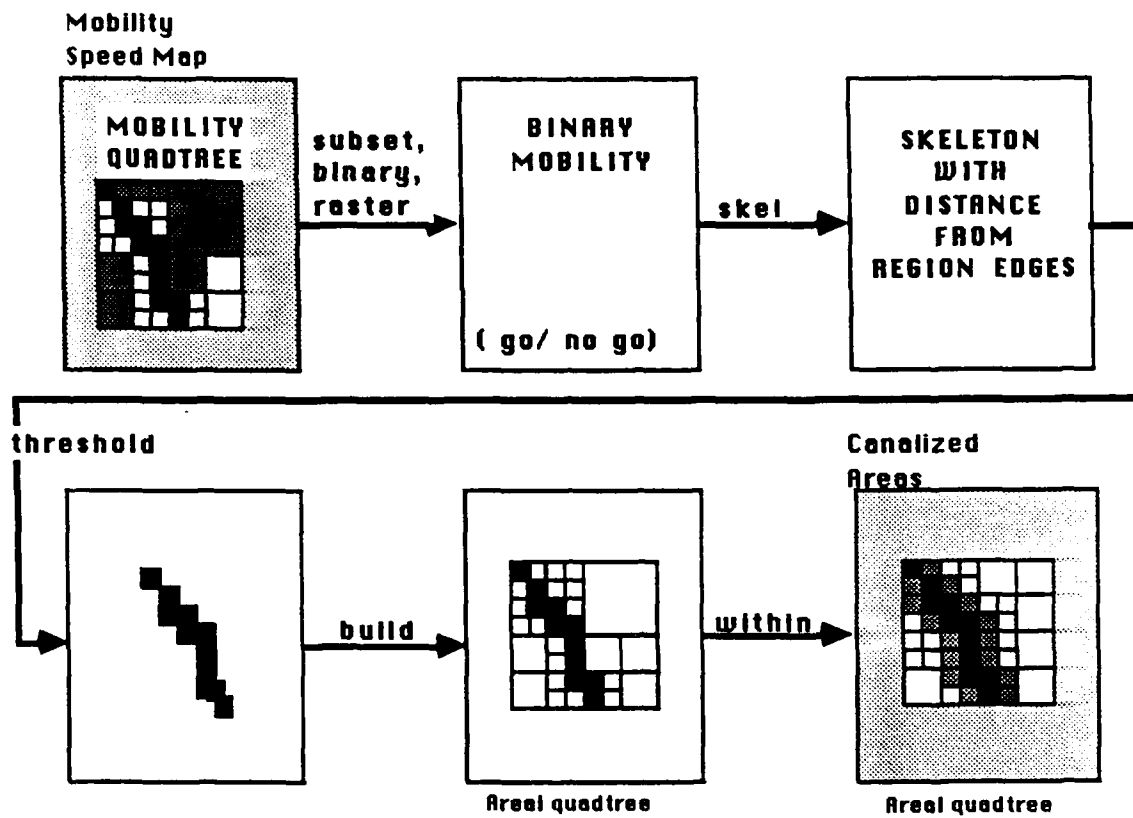 Mobility
Speed Map
MOBILITY
QUADTREE
subset,
binary,
raster
BINARY
MOBILITY
( go/ no go)
skel
SKELETON
WITH
DISTANCE
FROM
REGION EDGES
threshold
build
Areal quadtree
within
Canalized
Areas
Areal quadtree